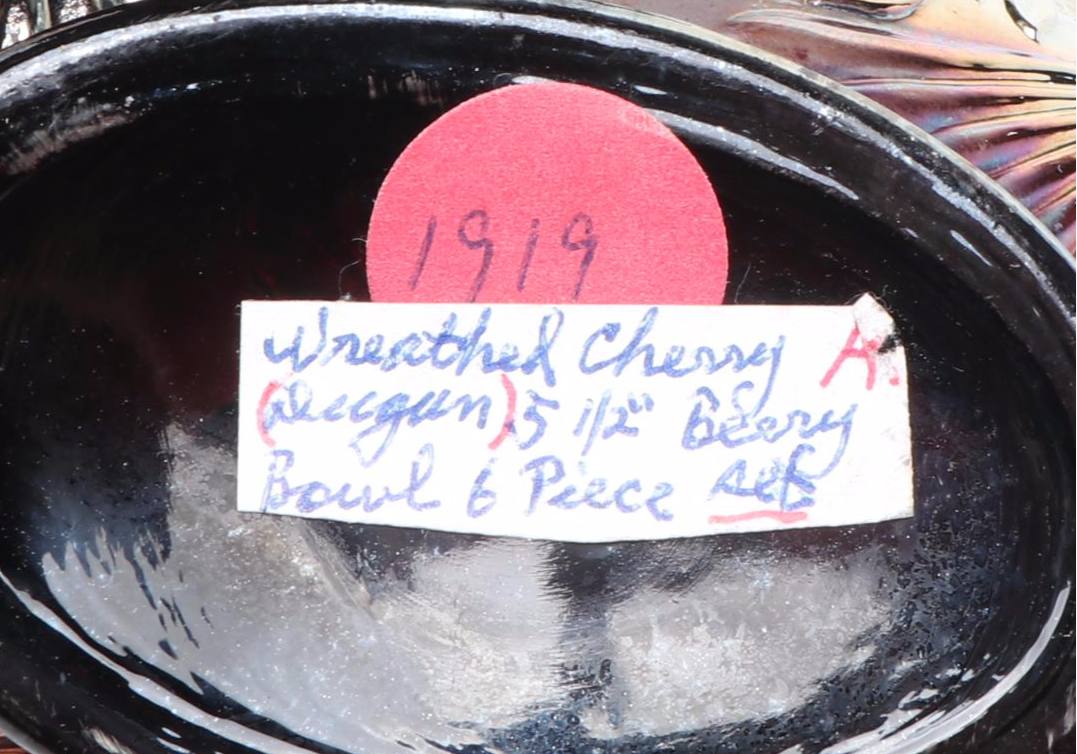 1919
Wreathed Cherry A.
(Dugan) 5 1/2" Berry
Bowl 6 Piece set